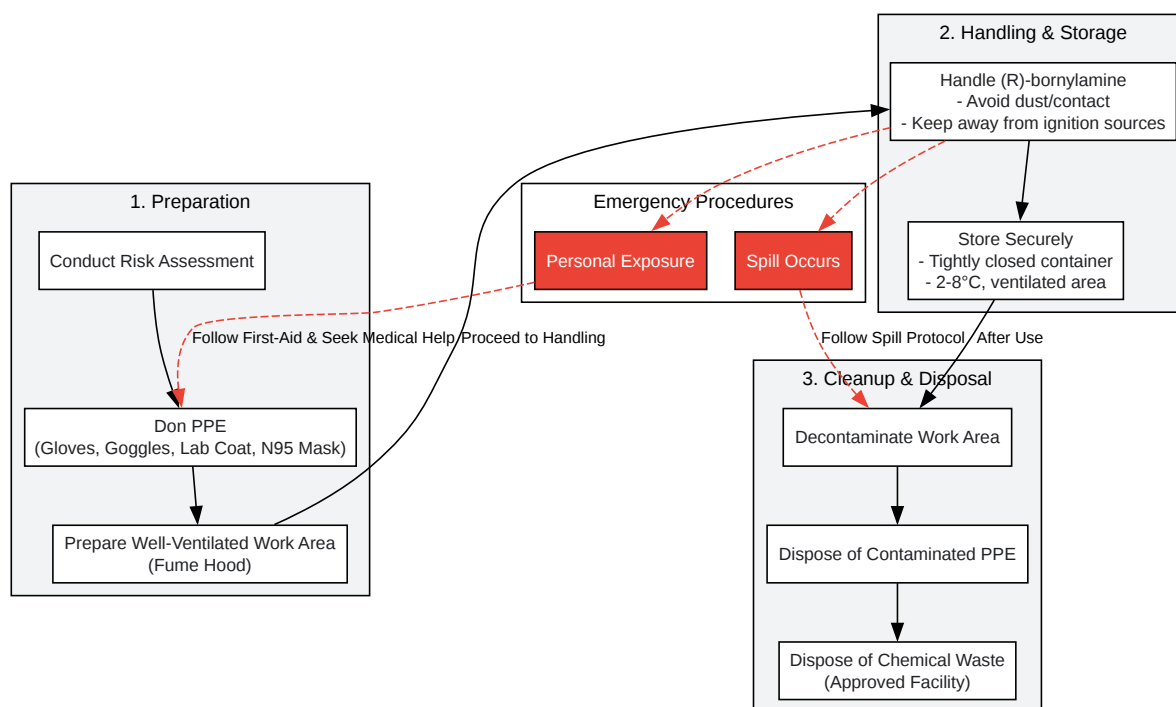 1. Preparation
Conduct Risk Assessment
Don PPE
(Gloves, Goggles, Lab Coat, N95 Mask)
Prepare Well-Ventilated Work Area
(Fume Hood)
Proceed to Handling
2. Handling & Storage
Handle (R)-bornylamine
- Avoid dust/contact
- Keep away from ignition sources
Store Securely
- Tightly closed container
- 2-8°C, ventilated area
After Use
Emergency Procedures
Personal Exposure
Spill Occurs
Follow First-Aid & Seek Medical Help
Follow Spill Protocol
3. Cleanup & Disposal
Decontaminate Work Area
Dispose of Contaminated PPE
Dispose of Chemical Waste
(Approved Facility)